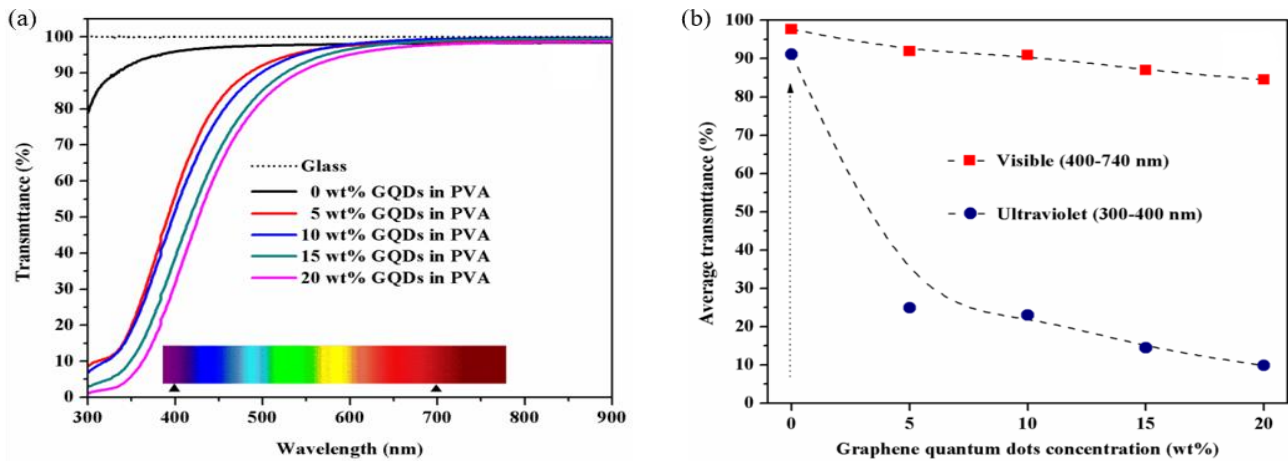 (a)
100
90
80
70
60
50
40
30
20
10
0
Transmittance (%)
Glass
0 wt% GQDs in PVA
5 wt% GQDs in PVA
10 wt% GQDs in PVA
15 wt% GQDs in PVA
20 wt% GQDs in PVA
300 400 500 600 700 800 900
Wavelength (nm)
(b)
100
90
80
70
60
50
40
30
20
10
0
Average transmttance (%)
Visible (400-740 nm)
Ultraviolet (300-400 nm)
0 5 10 15 20
Graphene quantum dots concentration (wt%)